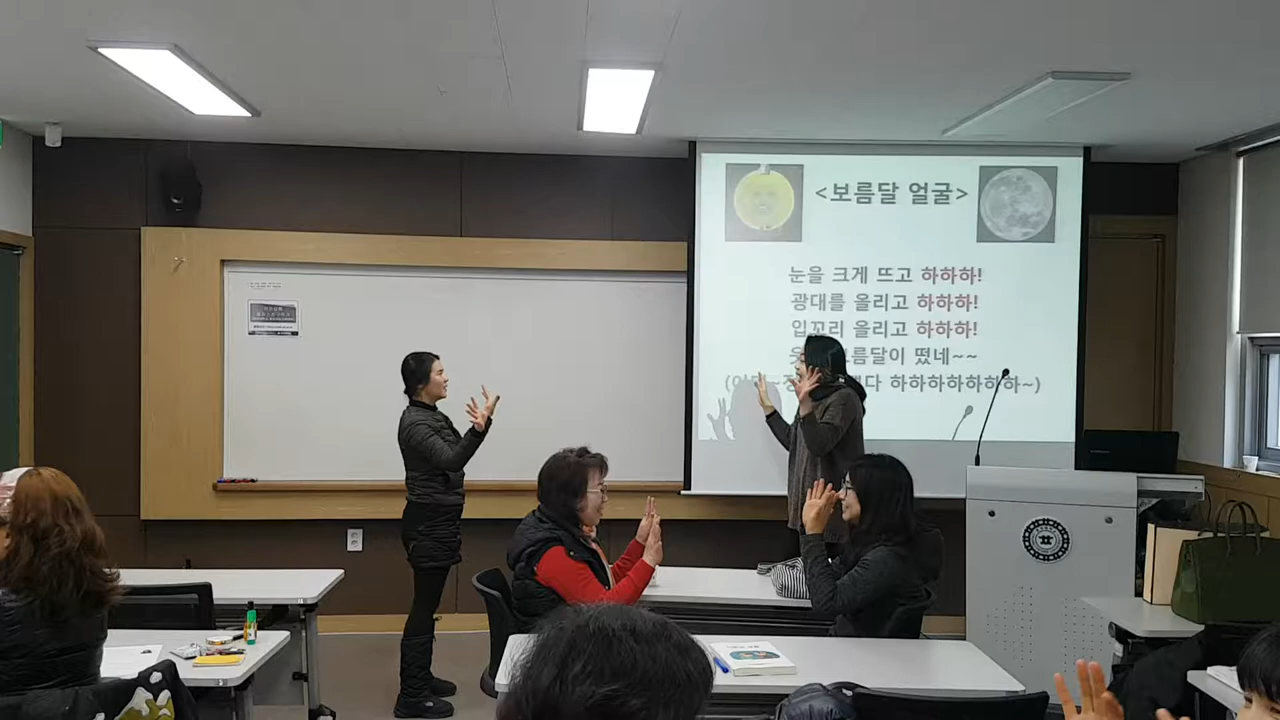 <보름달 얼굴>
눈을 크게 뜨고 하하하!
광대를 올리고 하하하!
입꼬리 올리고 하하하!
보름달이 떴네~~
하하하하하하하~)